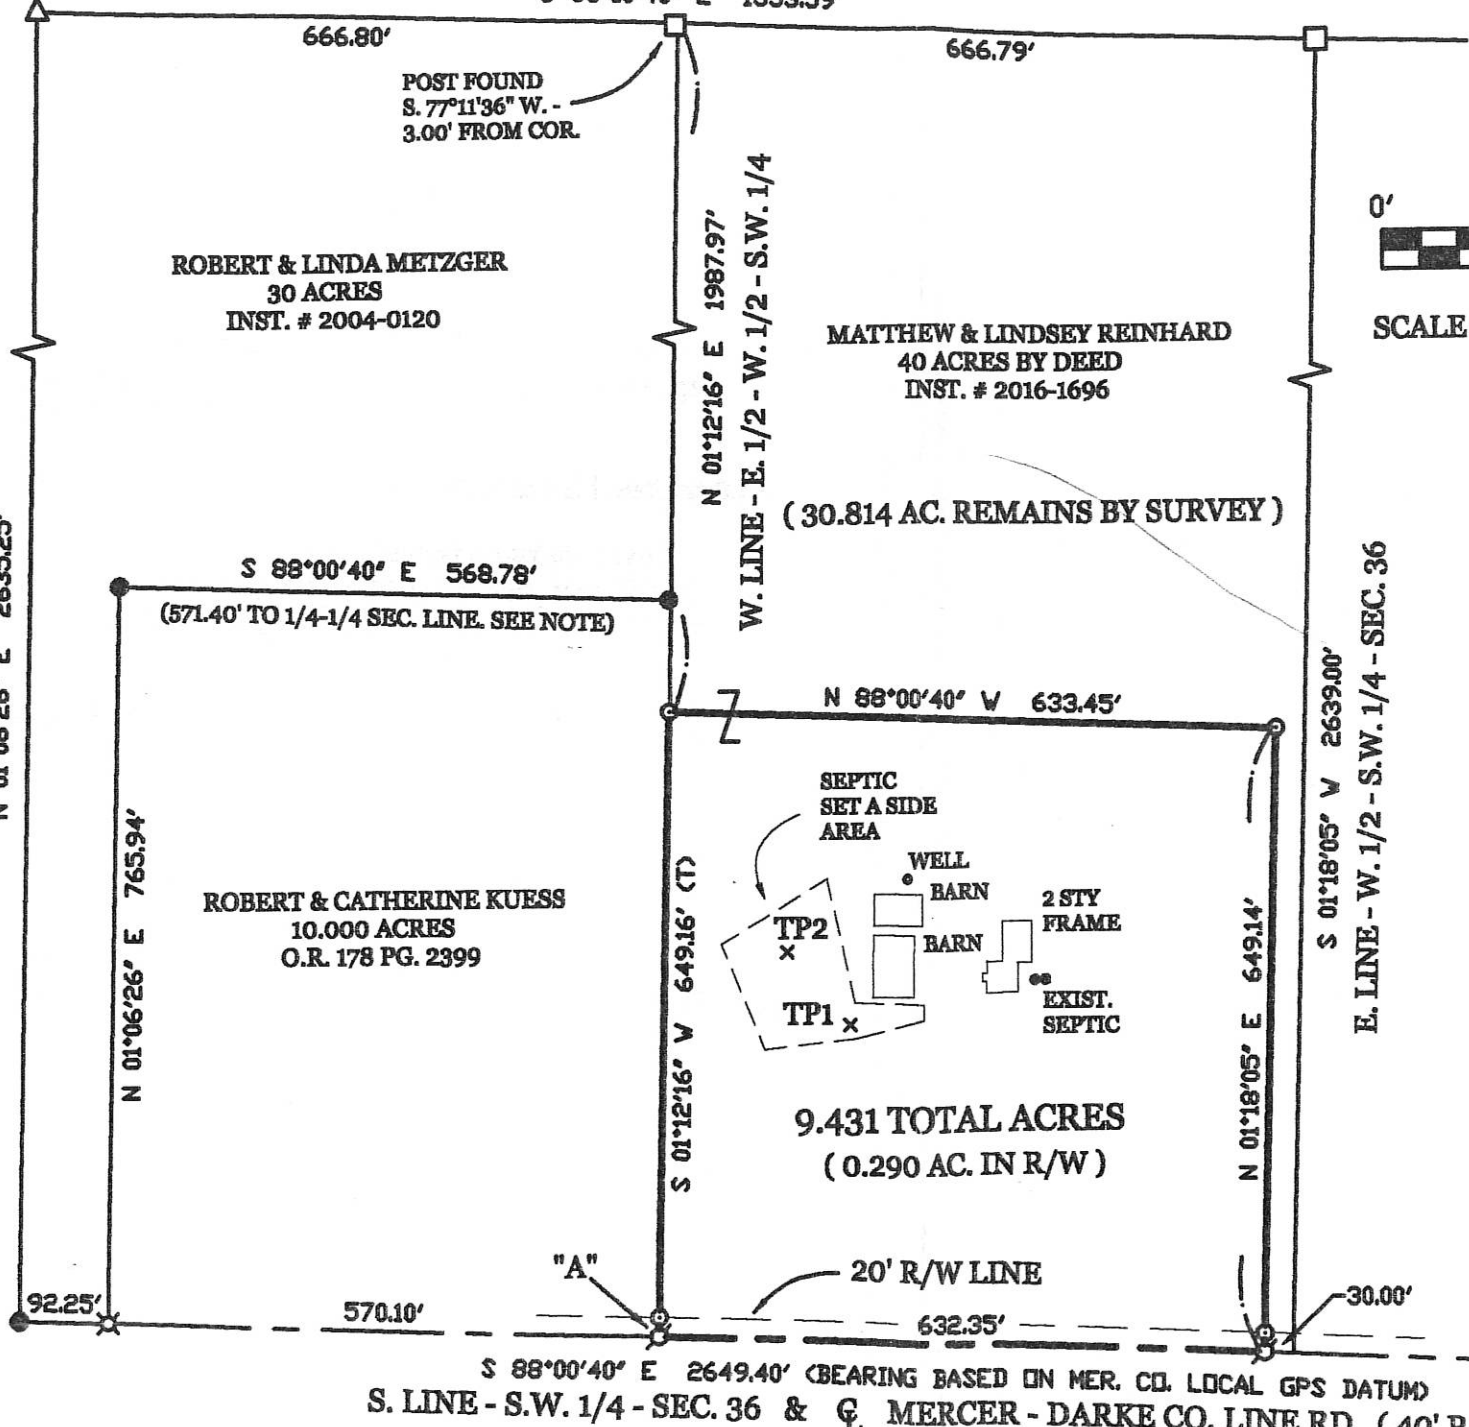 666.80'
666.79'
POST FOUND
S. 77°11'36" W. -
3.00' FROM COR.
ROBERT & LINDA METZGER
30 ACRES
INST. # 2004-0120
N 01°12'16" E 1987.97'
W. LINE - E. 1/2 - W. 1/2 - S.W. 1/4
0'
SCALE
MATTHEW & LINDSEY REINHARD
40 ACRES BY DEED
INST. # 2016-1696
( 30.814 AC. REMAINS BY SURVEY )
S 88°00'40" E 568.78'
(571.40' TO 1/4-1/4 SEC. LINE. SEE NOTE)
S 01°18'05" W 2639.00'
E. LINE - W. 1/2 - S.W. 1/4 - SEC. 36
N 88°00'40" W 633.45'
N 01°06'26" E 765.94'
ROBERT & CATHERINE KUESS
10.000 ACRES
O.R. 178 PG. 2399
S 01°12'16" W 649.16' (T)
SEPTIC
SET A SIDE
AREA
WELL
BARN
2 STY
FRAME
TP2
BARN
TP1
EXIST.
SEPTIC
N 01°18'05" E 649.14'
9.431 TOTAL ACRES
( 0.290 AC. IN R/W )
"A"
20' R/W LINE
92.25'
570.10'
632.35'
30.00'
S 88°00'40" E 2649.40' (BEARING BASED ON MER. CO. LOCAL GPS DATUM)
S. LINE - S.W. 1/4 - SEC. 36 & ℄ MERCER - DARKE CO. LINE RD. (40'